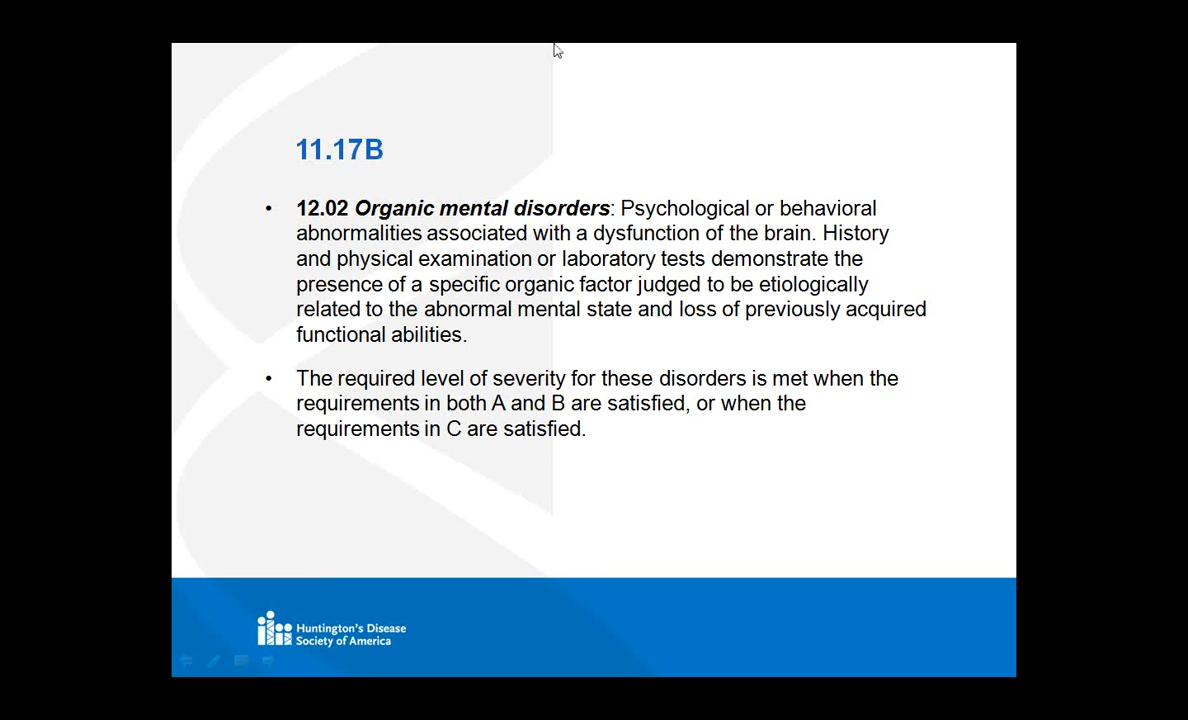 11.17B
• 12.02 Organic mental disorders: Psychological or behavioral
abnormalities associated with a dysfunction of the brain. History
and physical examination or laboratory tests demonstrate the
presence of a specific organic factor judged to be etiologically
related to the abnormal mental state and loss of previously acquired
functional abilities.
• The required level of severity for these disorders is met when the
requirements in both A and B are satisfied, or when the
requirements in C are satisfied.
Huntington's Disease
Society of America